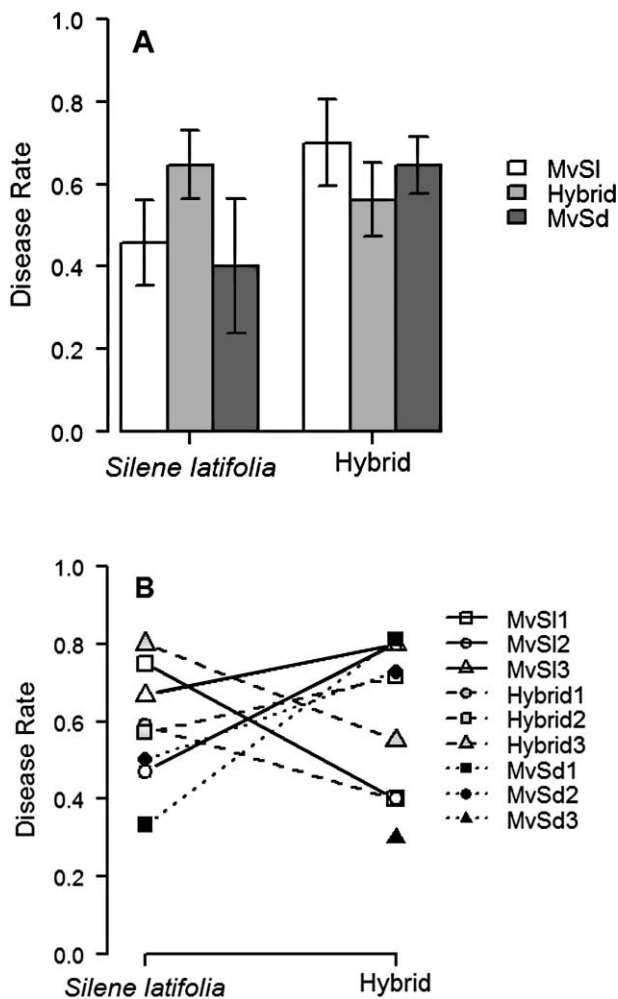 A
1.0
0.8
0.6
0.4
0.2
0.0
Disease Rate
Silene latifolia
Hybrid
MvSl
Hybrid
MvSd
B
1.0
0.8
0.6
0.4
0.2
0.0
Disease Rate
Silene latifolia
Hybrid
MvSl1
MvSl2
MvSl3
Hybrid1
Hybrid2
Hybrid3
MvSd1
MvSd2
MvSd3